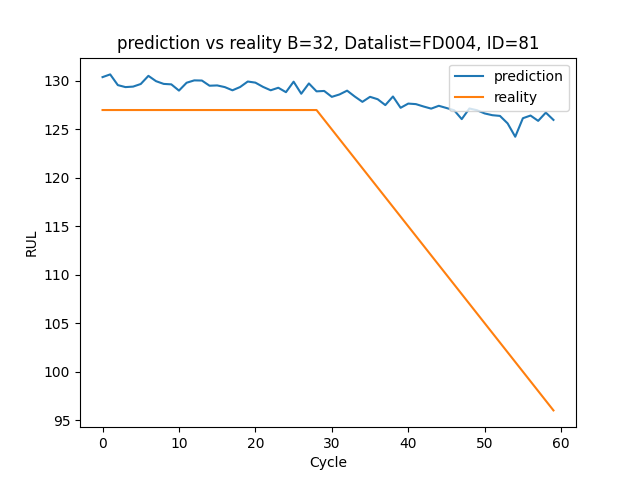 prediction vs reality B=32, Datalist=FD004, ID=81
prediction
reality
130
125
120
115
110
105
100
95
RUL
0 10 20 30 40 50 60
Cycle